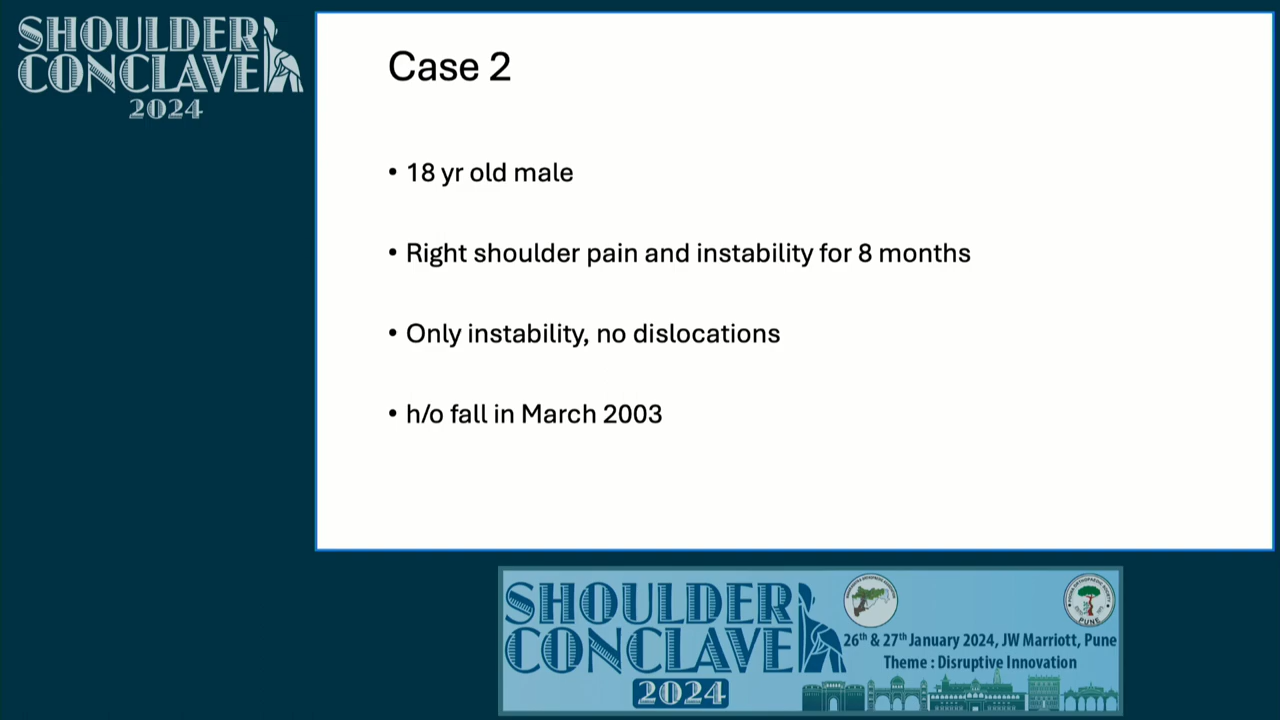 SHOULDER
CONCLAVE
2024
Case 2
• 18 yr old male
• Right shoulder pain and instability for 8 months
• Only instability, no dislocations
• h/o fall in March 2003
SHOULDER
CONCLAVE
2024
26th & 27th January 2024, JW Marriott, Pune
Theme : Disruptive Innovation
PUNE